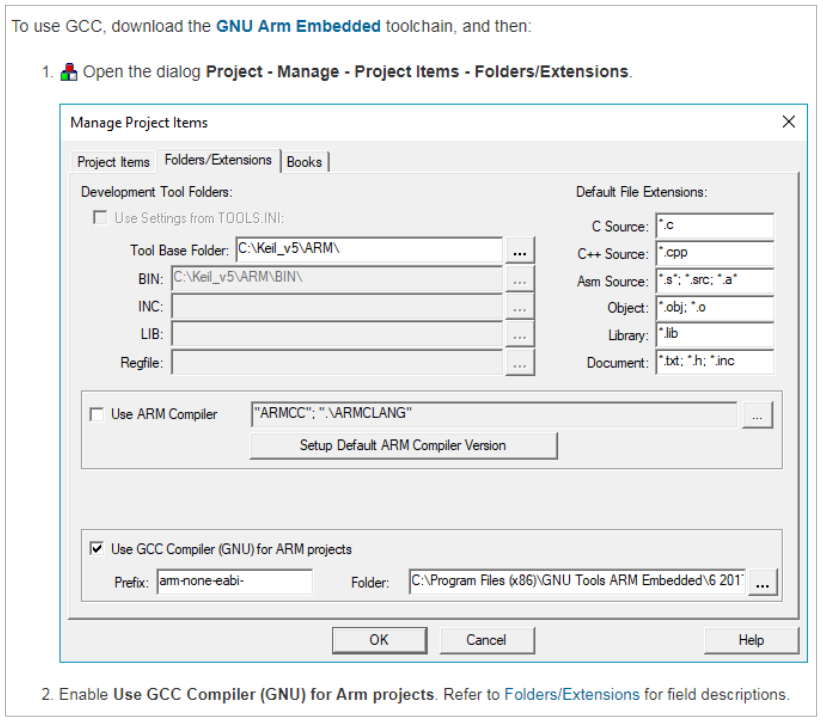 To use GCC, download the GNU Arm Embedded toolchain, and then:
1. Open the dialog Project - Manage - Project Items - Folders/Extensions.
Manage Project Items
Project Items Folders/Extensions Books
Development Tool Folders: Default File Extensions:
Use Settings from TOOLS.INI: C Source: *.c
Tool Base Folder: C:\Keil_v5\ARM\ ... C++ Source: *.cpp
BIN: C:\Keil_v5\ARM\BIN\ ... Asm Source: *.s*; *.src; *.a*
INC: ... Object: *.obj; *.o
LIB: ... Library: *.lib
Regfile: ... Document: *.txt; *.h; *.inc
Use ARM Compiler "ARMCC"; ".\ARMCLANG" ...
Setup Default ARM Compiler Version
Use GCC Compiler (GNU) for ARM projects
Prefix: arm-none-eabi- Folder: C:\Program Files (x86)\GNU Tools ARM Embedded\6 201 ...
OK Cancel Help
2. Enable Use GCC Compiler (GNU) for Arm projects. Refer to Folders/Extensions for field descriptions.